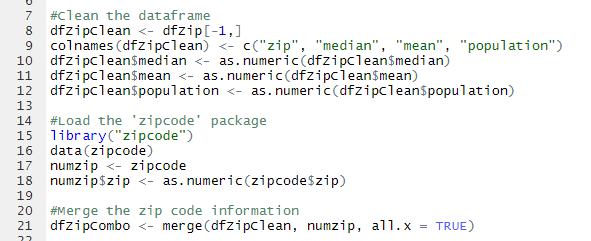 7 #Clean the dataframe
8 dfZipClean <- dfZip[-1,]
9 colnames(dfZipClean) <- c("zip", "median", "mean", "population")
10 dfZipClean$median <- as.numeric(dfZipClean$median)
11 dfZipClean$mean <- as.numeric(dfZipClean$mean)
12 dfZipClean$population <- as.numeric(dfZipClean$population)
13
14 #Load the 'zipcode' package
15 library("zipcode")
16 data(zipcode)
17 numzip <- zipcode
18 numzip$zip <- as.numeric(zipcode$zip)
19
20 #Merge the zip code information
21 dfZipCombo <- merge(dfZipClean, numzip, all.x = TRUE)